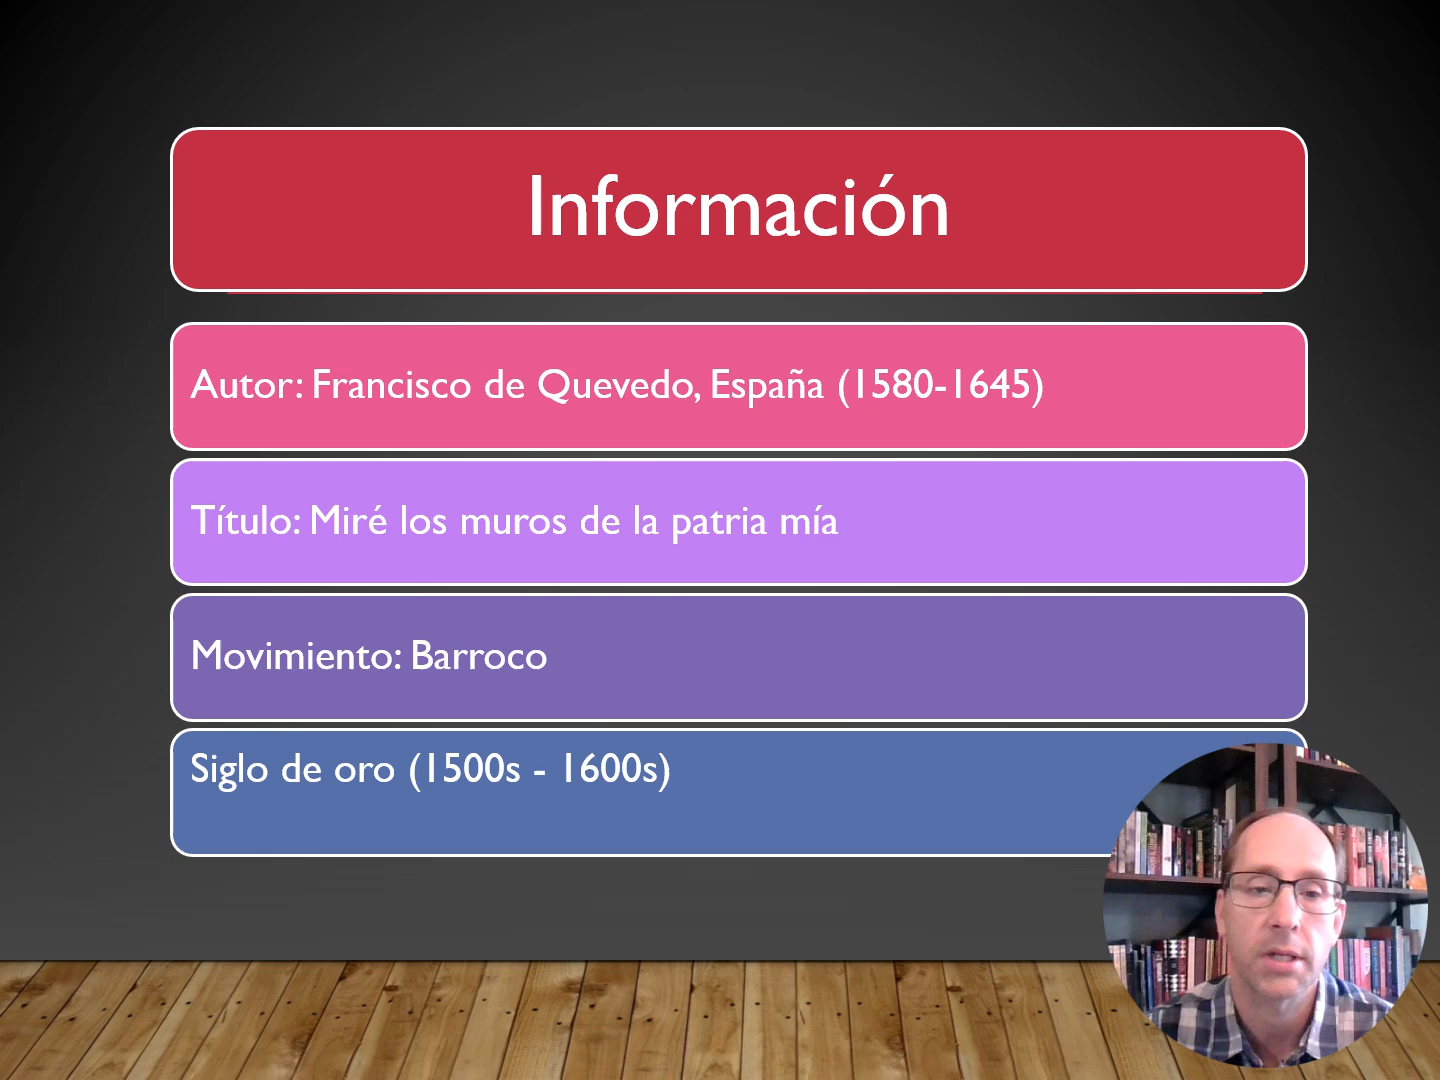 Información
Autor: Francisco de Quevedo, España (1580-1645)
Título: Miré los muros de la patria mía
Movimiento: Barroco
Siglo de oro (1500s - 1600s)